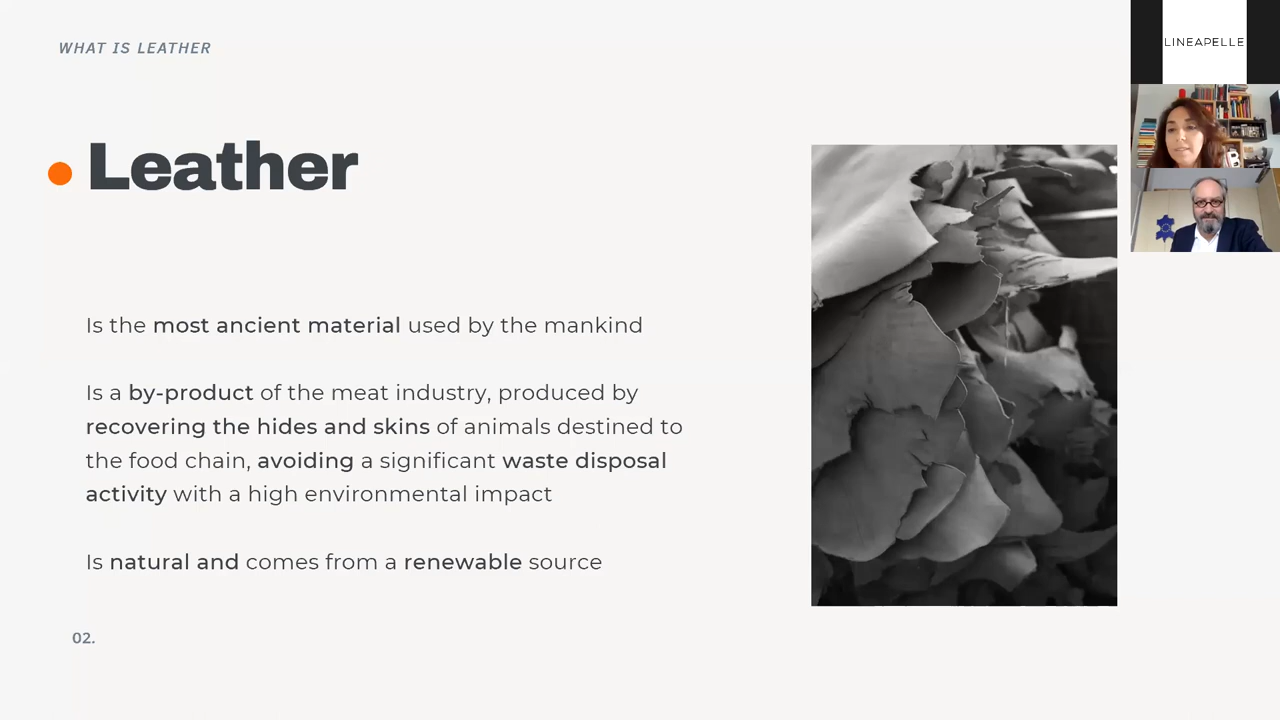 WHAT IS LEATHER
LINEAPELLE
Leather
Is the most ancient material used by the mankind
Is a by-product of the meat industry, produced by
recovering the hides and skins of animals destined to
the food chain, avoiding a significant waste disposal
activity with a high environmental impact
Is natural and comes from a renewable source
02.